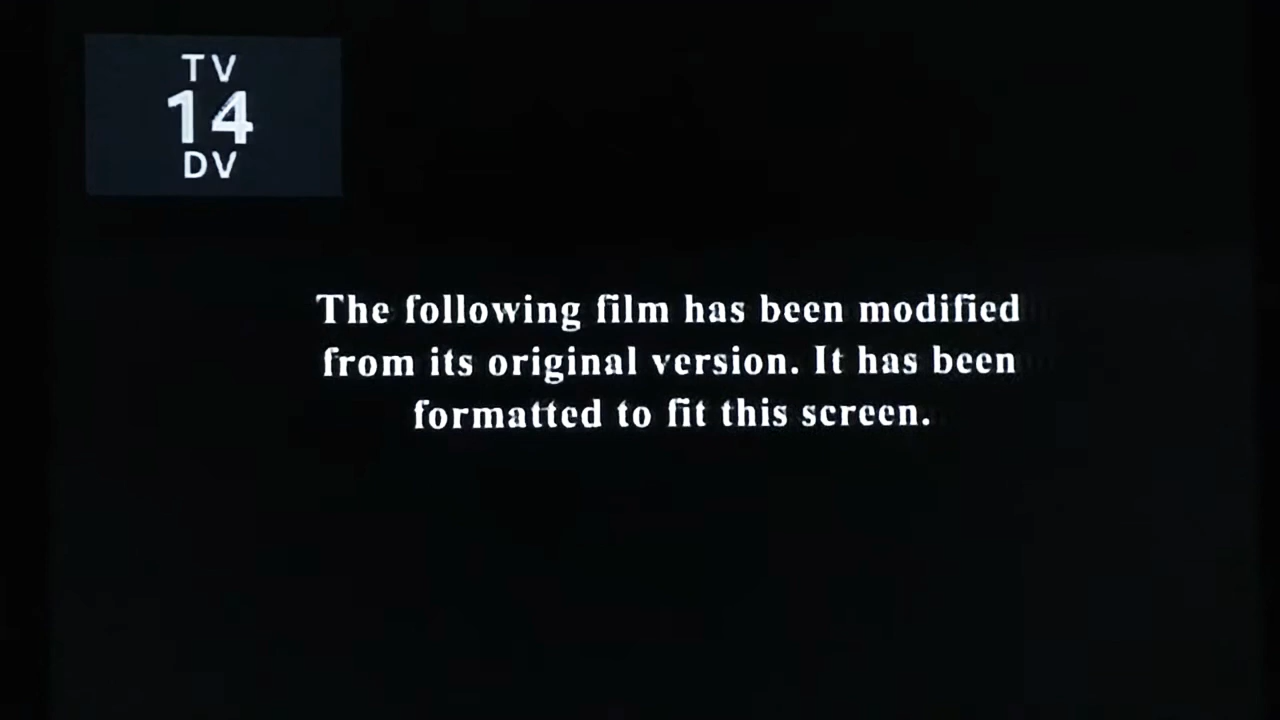 TV
14
DV
The following film has been modified
from its original version. It has been
formatted to fit this screen.